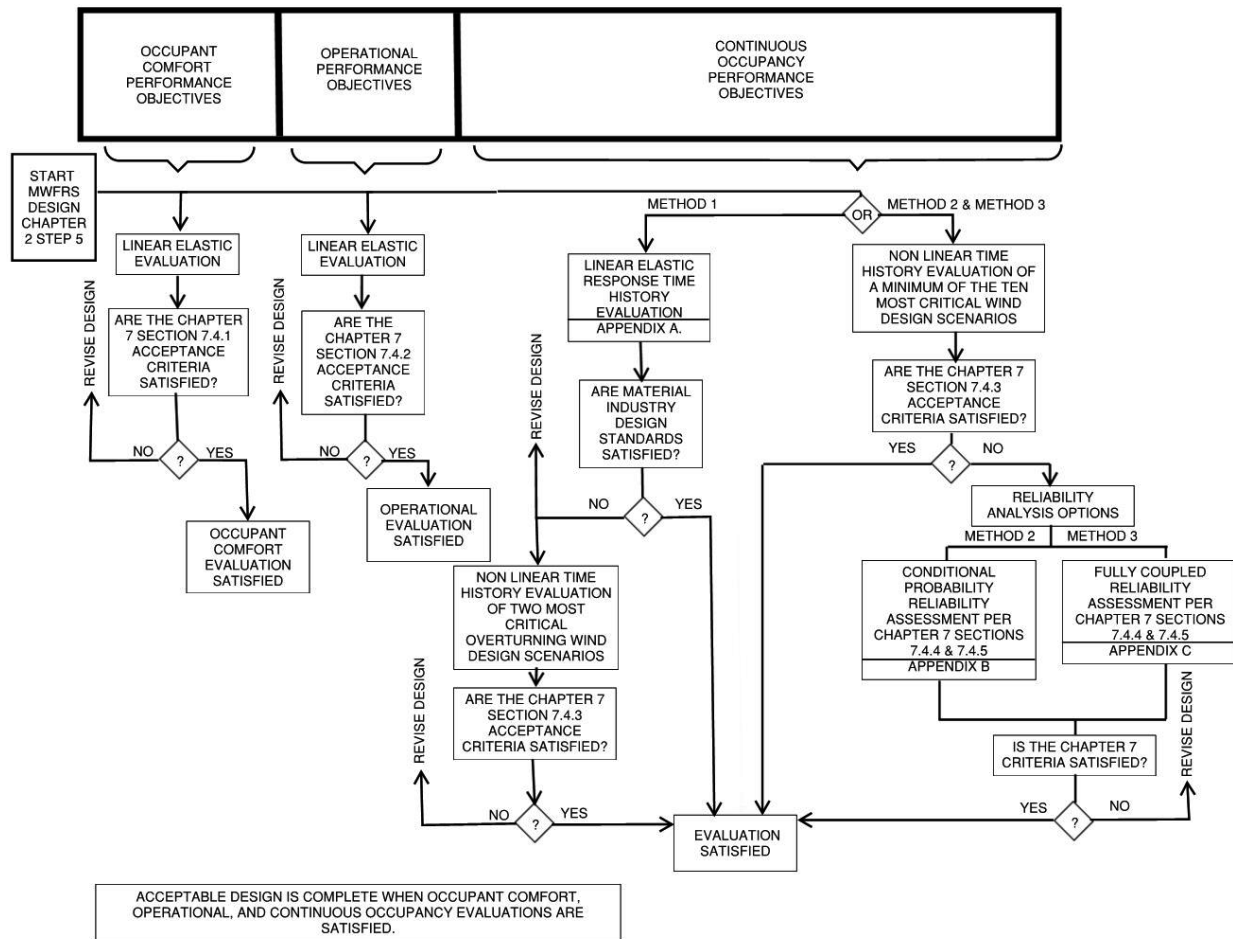 OCCUPANT
COMFORT
PERFORMANCE
OBJECTIVES
OPERATIONAL
PERFORMANCE
OBJECTIVES
CONTINUOUS
OCCUPANCY
PERFORMANCE
OBJECTIVES
START
MWFRS
DESIGN
CHAPTER
2 STEP 5
LINEAR ELASTIC
EVALUATION
ARE THE CHAPTER
7 SECTION 7.4.1
ACCEPTANCE
CRITERIA
SATISFIED?
REVISE DESIGN
NO
?
YES
OCCUPANT
COMFORT
EVALUATION
SATISFIED
LINEAR ELASTIC
EVALUATION
ARE THE
CHAPTER 7
SECTION 7.4.2
ACCEPTANCE
CRITERIA
SATISFIED?
REVISE DESIGN
NO
?
YES
OPERATIONAL
EVALUATION
SATISFIED
METHOD 1
OR
METHOD 2 & METHOD 3
LINEAR ELASTIC
RESPONSE TIME
HISTORY
EVALUATION
APPENDIX A.
ARE MATERIAL
INDUSTRY
DESIGN
STANDARDS
SATISFIED?
REVISE DESIGN
NO
?
YES
NON LINEAR TIME
HISTORY EVALUATION
OF TWO MOST
CRITICAL
OVERTURNING WIND
DESIGN SCENARIOS
ARE THE CHAPTER 7
SECTION 7.4.3
ACCEPTANCE
CRITERIA SATISFIED?
REVISE DESIGN
NO
?
YES
NON LINEAR TIME
HISTORY EVALUATION OF
A MINIMUM OF THE TEN
MOST CRITICAL WIND
DESIGN SCENARIOS
ARE THE CHAPTER 7
SECTION 7.4.3
ACCEPTANCE
CRITERIA SATISFIED?
YES
?
NO
RELIABILITY
ANALYSIS OPTIONS
METHOD 2
METHOD 3
CONDITIONAL
PROBABILITY
RELIABILITY
ASSESSMENT PER
CHAPTER 7 SECTIONS
7.4.4 & 7.4.5
APPENDIX B
FULLY COUPLED
RELIABILITY
ASSESSMENT PER
CHAPTER 7 SECTIONS
7.4.4 & 7.4.5
APPENDIX C
IS THE CHAPTER 7
CRITERIA SATISFIED?
REVISE DESIGN
YES
?
NO
EVALUATION
SATISFIED
ACCEPTABLE DESIGN IS COMPLETE WHEN OCCUPANT COMFORT,
OPERATIONAL, AND CONTINUOUS OCCUPANCY EVALUATIONS ARE
SATISFIED.